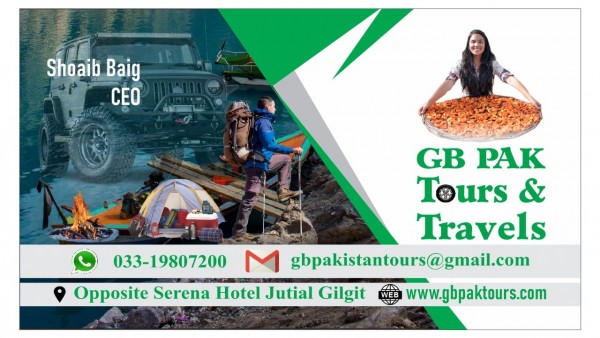 Shoaib Baig
CEO
GB PAK
Tours &
Travels
033-19807200
gbpakistantours@gmail.com
Opposite Serena Hotel Jutial Gilgit
WEB
www.gbpaktours.com